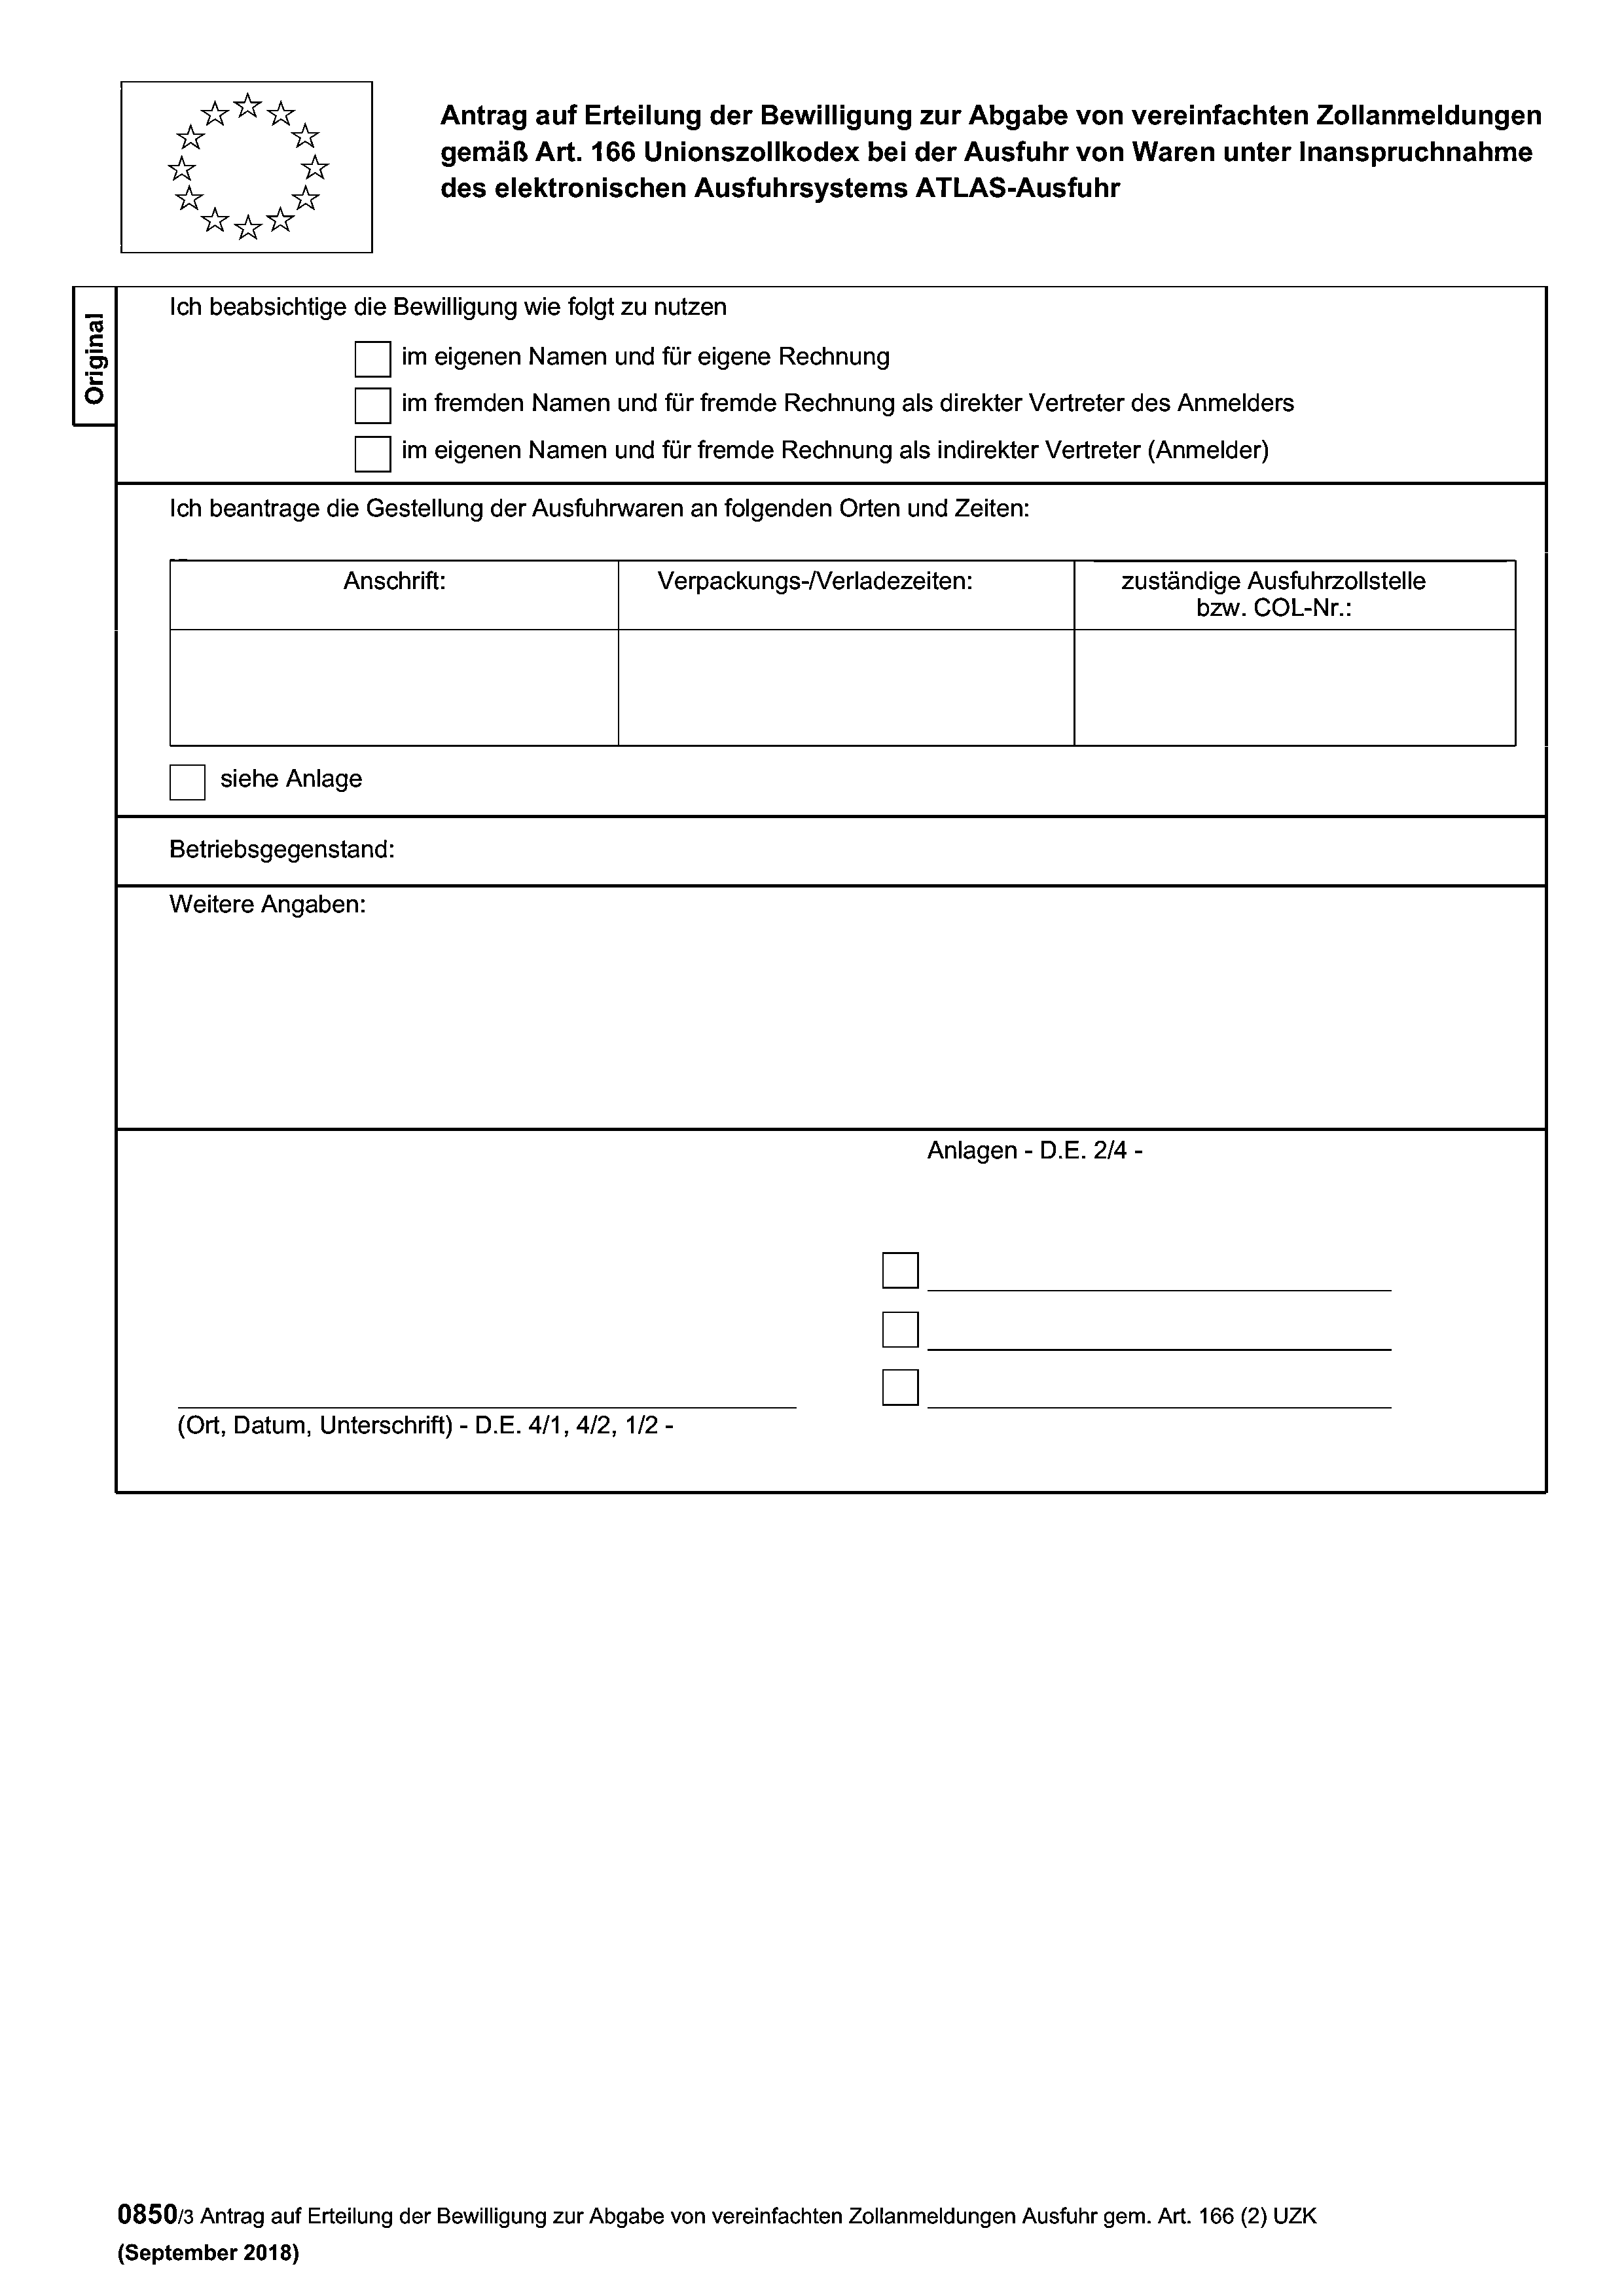 Antrag auf Erteilung der Bewilligung zur Abgabe von vereinfachten Zollanmeldungen
gemäß Art. 166 Unionszollkodex bei der Ausfuhr von Waren unter Inanspruchnahme
des elektronischen Ausfuhrsystems ATLAS-Ausfuhr
Original
Ich beabsichtige die Bewilligung wie folgt zu nutzen
im eigenen Namen und für eigene Rechnung
im fremden Namen und für fremde Rechnung als direkter Vertreter des Anmelders
im eigenen Namen und für fremde Rechnung als indirekter Vertreter (Anmelder)
Ich beantrage die Gestellung der Ausfuhrwaren an folgenden Orten und Zeiten:
Anschrift:
Verpackungs-/Verladezeiten:
zuständige Ausfuhrzollstelle
bzw. COL-Nr.:
siehe Anlage
Betriebsgegenstand:
Weitere Angaben:
Anlagen - D.E. 2/4 -
(Ort, Datum, Unterschrift) - D.E. 4/1, 4/2, 1/2 -
0850/3 Antrag auf Erteilung der Bewilligung zur Abgabe von vereinfachten Zollanmeldungen Ausfuhr gem. Art. 166 (2) UZK
(September 2018)